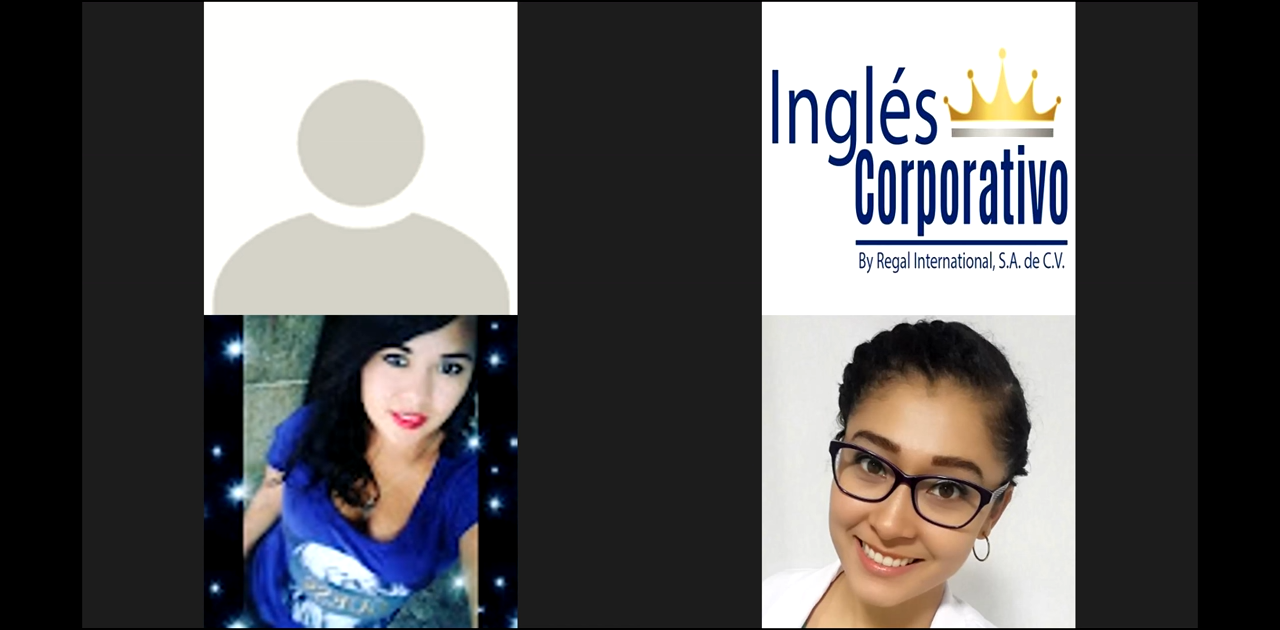 Inglés
Corporativo
By Regal International, S.A. de C.V.